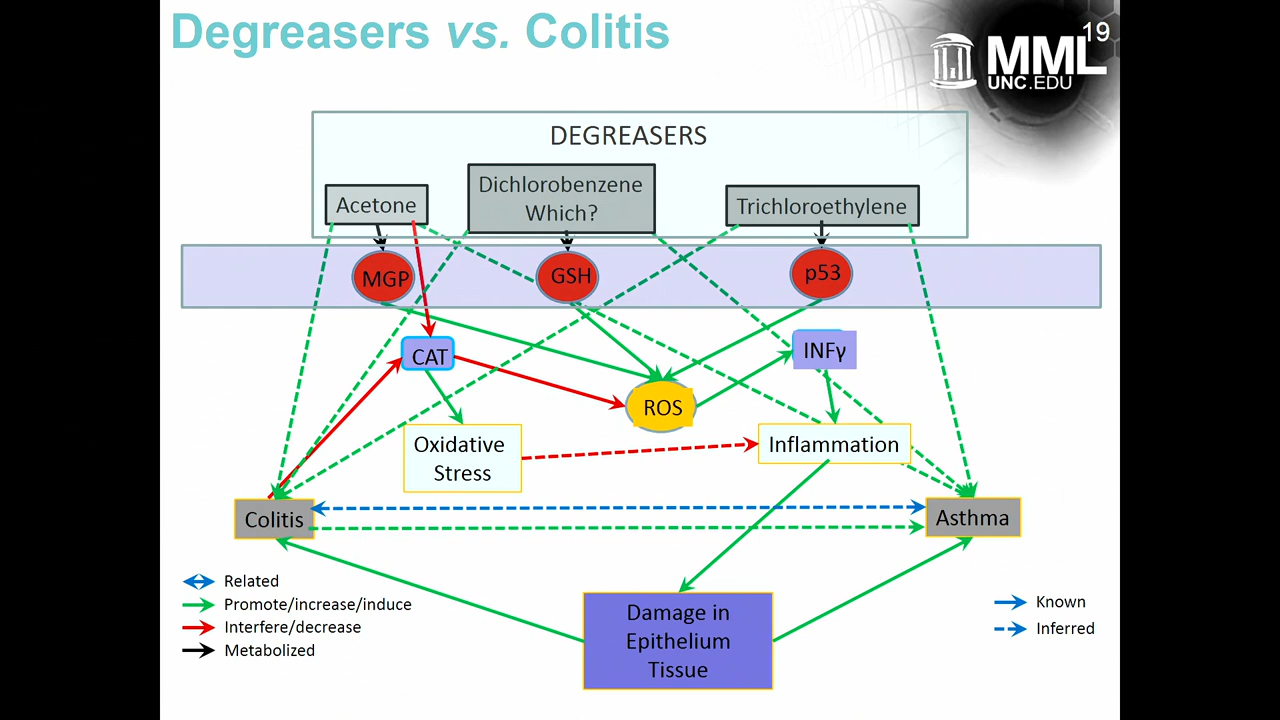 Degreasers vs. Colitis
19
MML
UNC.EDU
DEGREASERS
Acetone
Dichlorobenzene
Which?
Trichloroethylene
MGP
GSH
p53
CAT
INFγ
ROS
Oxidative
Stress
Inflammation
Colitis
Asthma
Damage in
Epithelium
Tissue
Related
Promote/increase/induce
Interfere/decrease
Metabolized
Known
Inferred